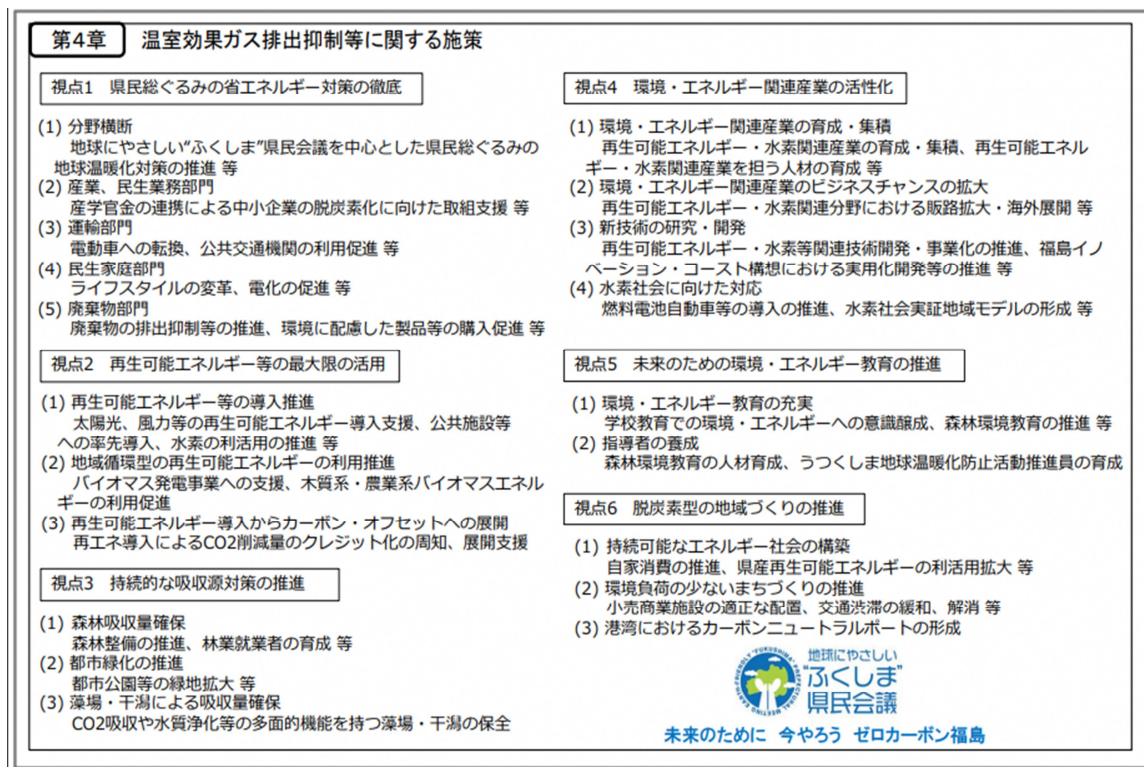 第4章 温室効果ガス排出抑制等に関する施策
視点1 県民総ぐるみの省エネルギー対策の徹底
(1) 分野横断
地球にやさしい“ふくしま”県民会議を中心とした県民総ぐるみの
地球温暖化対策の推進 等
(2) 産業、民生業務部門
産学官金の連携による中小企業の脱炭素化に向けた取組支援 等
(3) 運輸部門
電動車への転換、公共交通機関の利用促進 等
(4) 民生家庭部門
ライフスタイルの変革、電化の促進 等
(5) 廃棄物部門
廃棄物の排出抑制等の推進、環境に配慮した製品等の購入促進 等
視点2 再生可能エネルギー等の最大限の活用
(1) 再生可能エネルギー等の導入推進
太陽光、風力等の再生可能エネルギー導入支援、公共施設等
への率先導入、水素の利活用の推進 等
(2) 地域循環型の再生可能エネルギーの利用推進
バイオマス発電事業への支援、木質系・農業系バイオマスエネル
ギーの利用促進
(3) 再生可能エネルギー導入からカーボン・オフセットへの展開
再エネ導入によるCO2削減量のクレジット化の周知、展開支援
視点3 持続的な吸収源対策の推進
(1) 森林吸収量確保
森林整備の推進、林業就業者の育成 等
(2) 都市緑化の推進
都市公園等の緑地拡大 等
(3) 藻場・干潟による吸収量確保
CO2吸収や水質浄化等の多面的機能を持つ藻場・干潟の保全
視点4 環境・エネルギー関連産業の活性化
(1) 環境・エネルギー関連産業の育成・集積
再生可能エネルギー・水素関連産業の育成・集積、再生可能エネル
ギー・水素関連産業を担う人材の育成 等
(2) 環境・エネルギー関連産業のビジネスチャンスの拡大
再生可能エネルギー・水素関連分野における販路拡大・海外展開 等
(3) 新技術の研究・開発
再生可能エネルギー・水素等関連技術開発・事業化の推進、福島イノ
ベーション・コースト構想における実用化開発等の推進 等
(4) 水素社会に向けた対応
燃料電池自動車等の導入の推進、水素社会実証地域モデルの形成 等
視点5 未来のための環境・エネルギー教育の推進
(1) 環境・エネルギー教育の充実
学校教育での環境・エネルギーへの意識醸成、森林環境教育の推進 等
(2) 指導者の養成
森林環境教育の人材育成、うつくしま地球温暖化防止活動推進員の育成
視点6 脱炭素型の地域づくりの推進
(1) 持続可能なエネルギー社会の構築
自家消費の推進、県産再生可能エネルギーの利活用拡大 等
(2) 環境負荷の少ないまちづくりの推進
小売商業施設の適正な配置、交通渋滞の緩和、解消 等
(3) 港湾におけるカーボンニュートラルポートの形成
EARTH-FRIENDLY "FUKUSHIMA" PREFECTURAL MEETING
地球にやさしい
“ふくしま”
県民会議
未来のために 今やろう ゼロカーボン福島